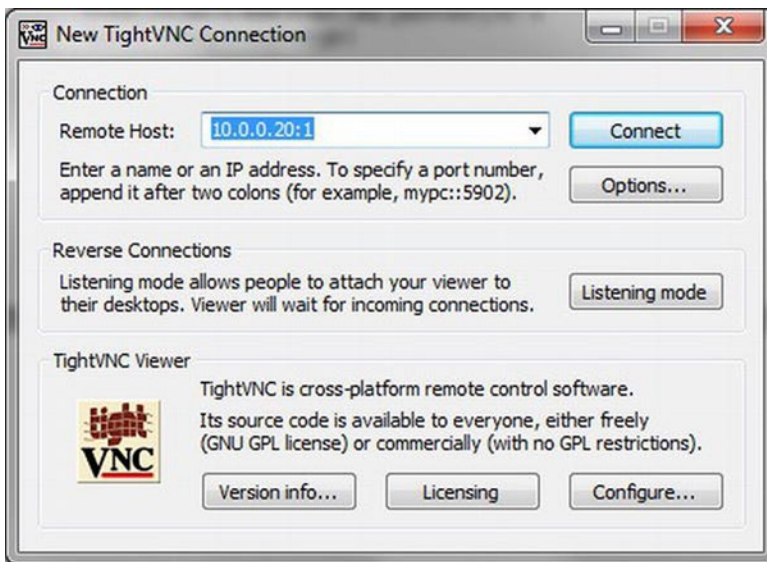 New TightVNC Connection
Connection
Remote Host:
10.0.0.20:1
Connect
Enter a name or an IP address. To specify a port number,
append it after two colons (for example, mypc::5902).
Options...
Reverse Connections
Listening mode allows people to attach your viewer to
their desktops. Viewer will wait for incoming connections.
Listening mode
TightVNC Viewer
TightVNC is cross-platform remote control software.
Its source code is available to everyone, either freely
(GNU GPL license) or commercially (with no GPL restrictions).
tight
VNC
Version info...
Licensing
Configure...